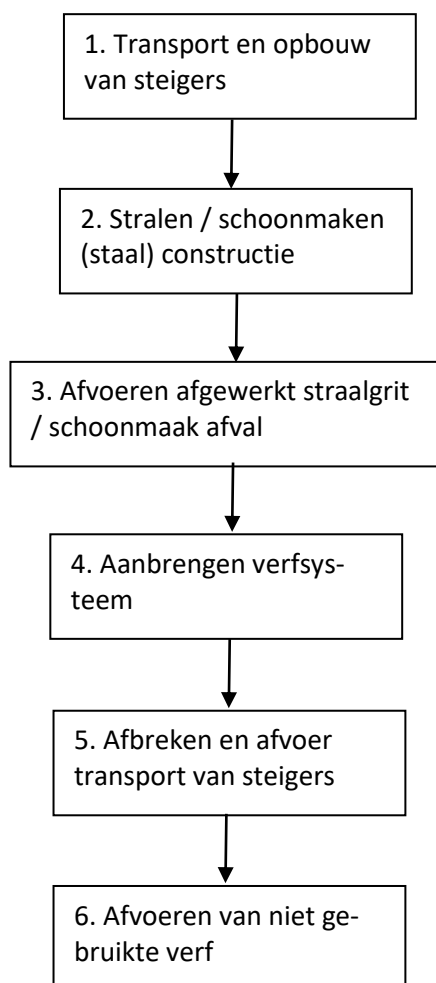 1. Transport en opbouw
van steigers
2. Stralen / schoonmaken
(staal) constructie
3. Afvoeren afgewerkt straalgrit
/ schoonmaak afval
4. Aanbrengen verfsys-
teem
5. Afbreken en afvoer
transport van steigers
6. Afvoeren van niet ge-
bruikte verf